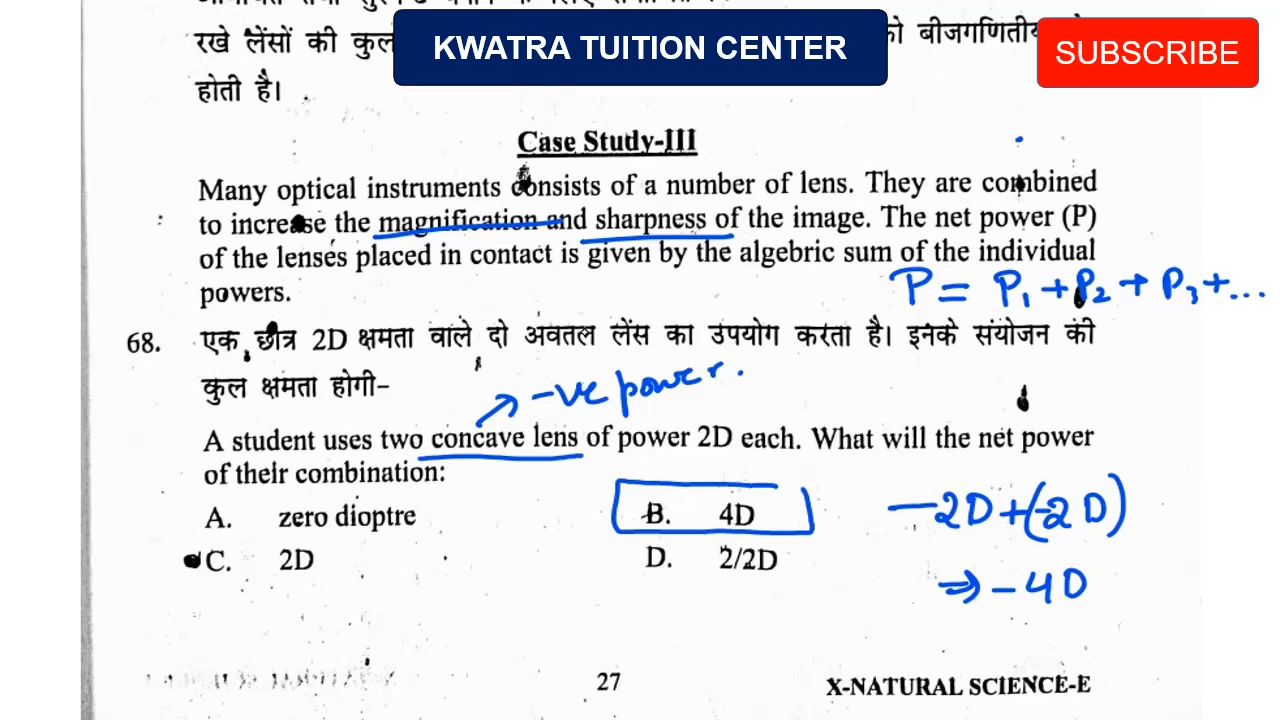 रखे लेंसों की कुल
KWATRA TUITION CENTER
को बीजगणितीय
SUBSCRIBE
होती है।
Case Study-III
Many optical instruments consists of a number of lens. They are combined
to increase the magnification and sharpness of the image. The net power (P)
of the lenses placed in contact is given by the algebric sum of the individual
powers.
P = P1 + P2 + P3 + ...
68. एक छात्र 2D क्षमता वाले दो अवतल लेंस का उपयोग करता है। इनके संयोजन की
कुल क्षमता होगी–
-ve power.
A student uses two concave lens of power 2D each. What will the net power
of their combination:
A. zero dioptre B. 4D
-2D+(-2D)
C. 2D D. 2/2D
⇒ -4D
27
X-NATURAL SCIENCE-E